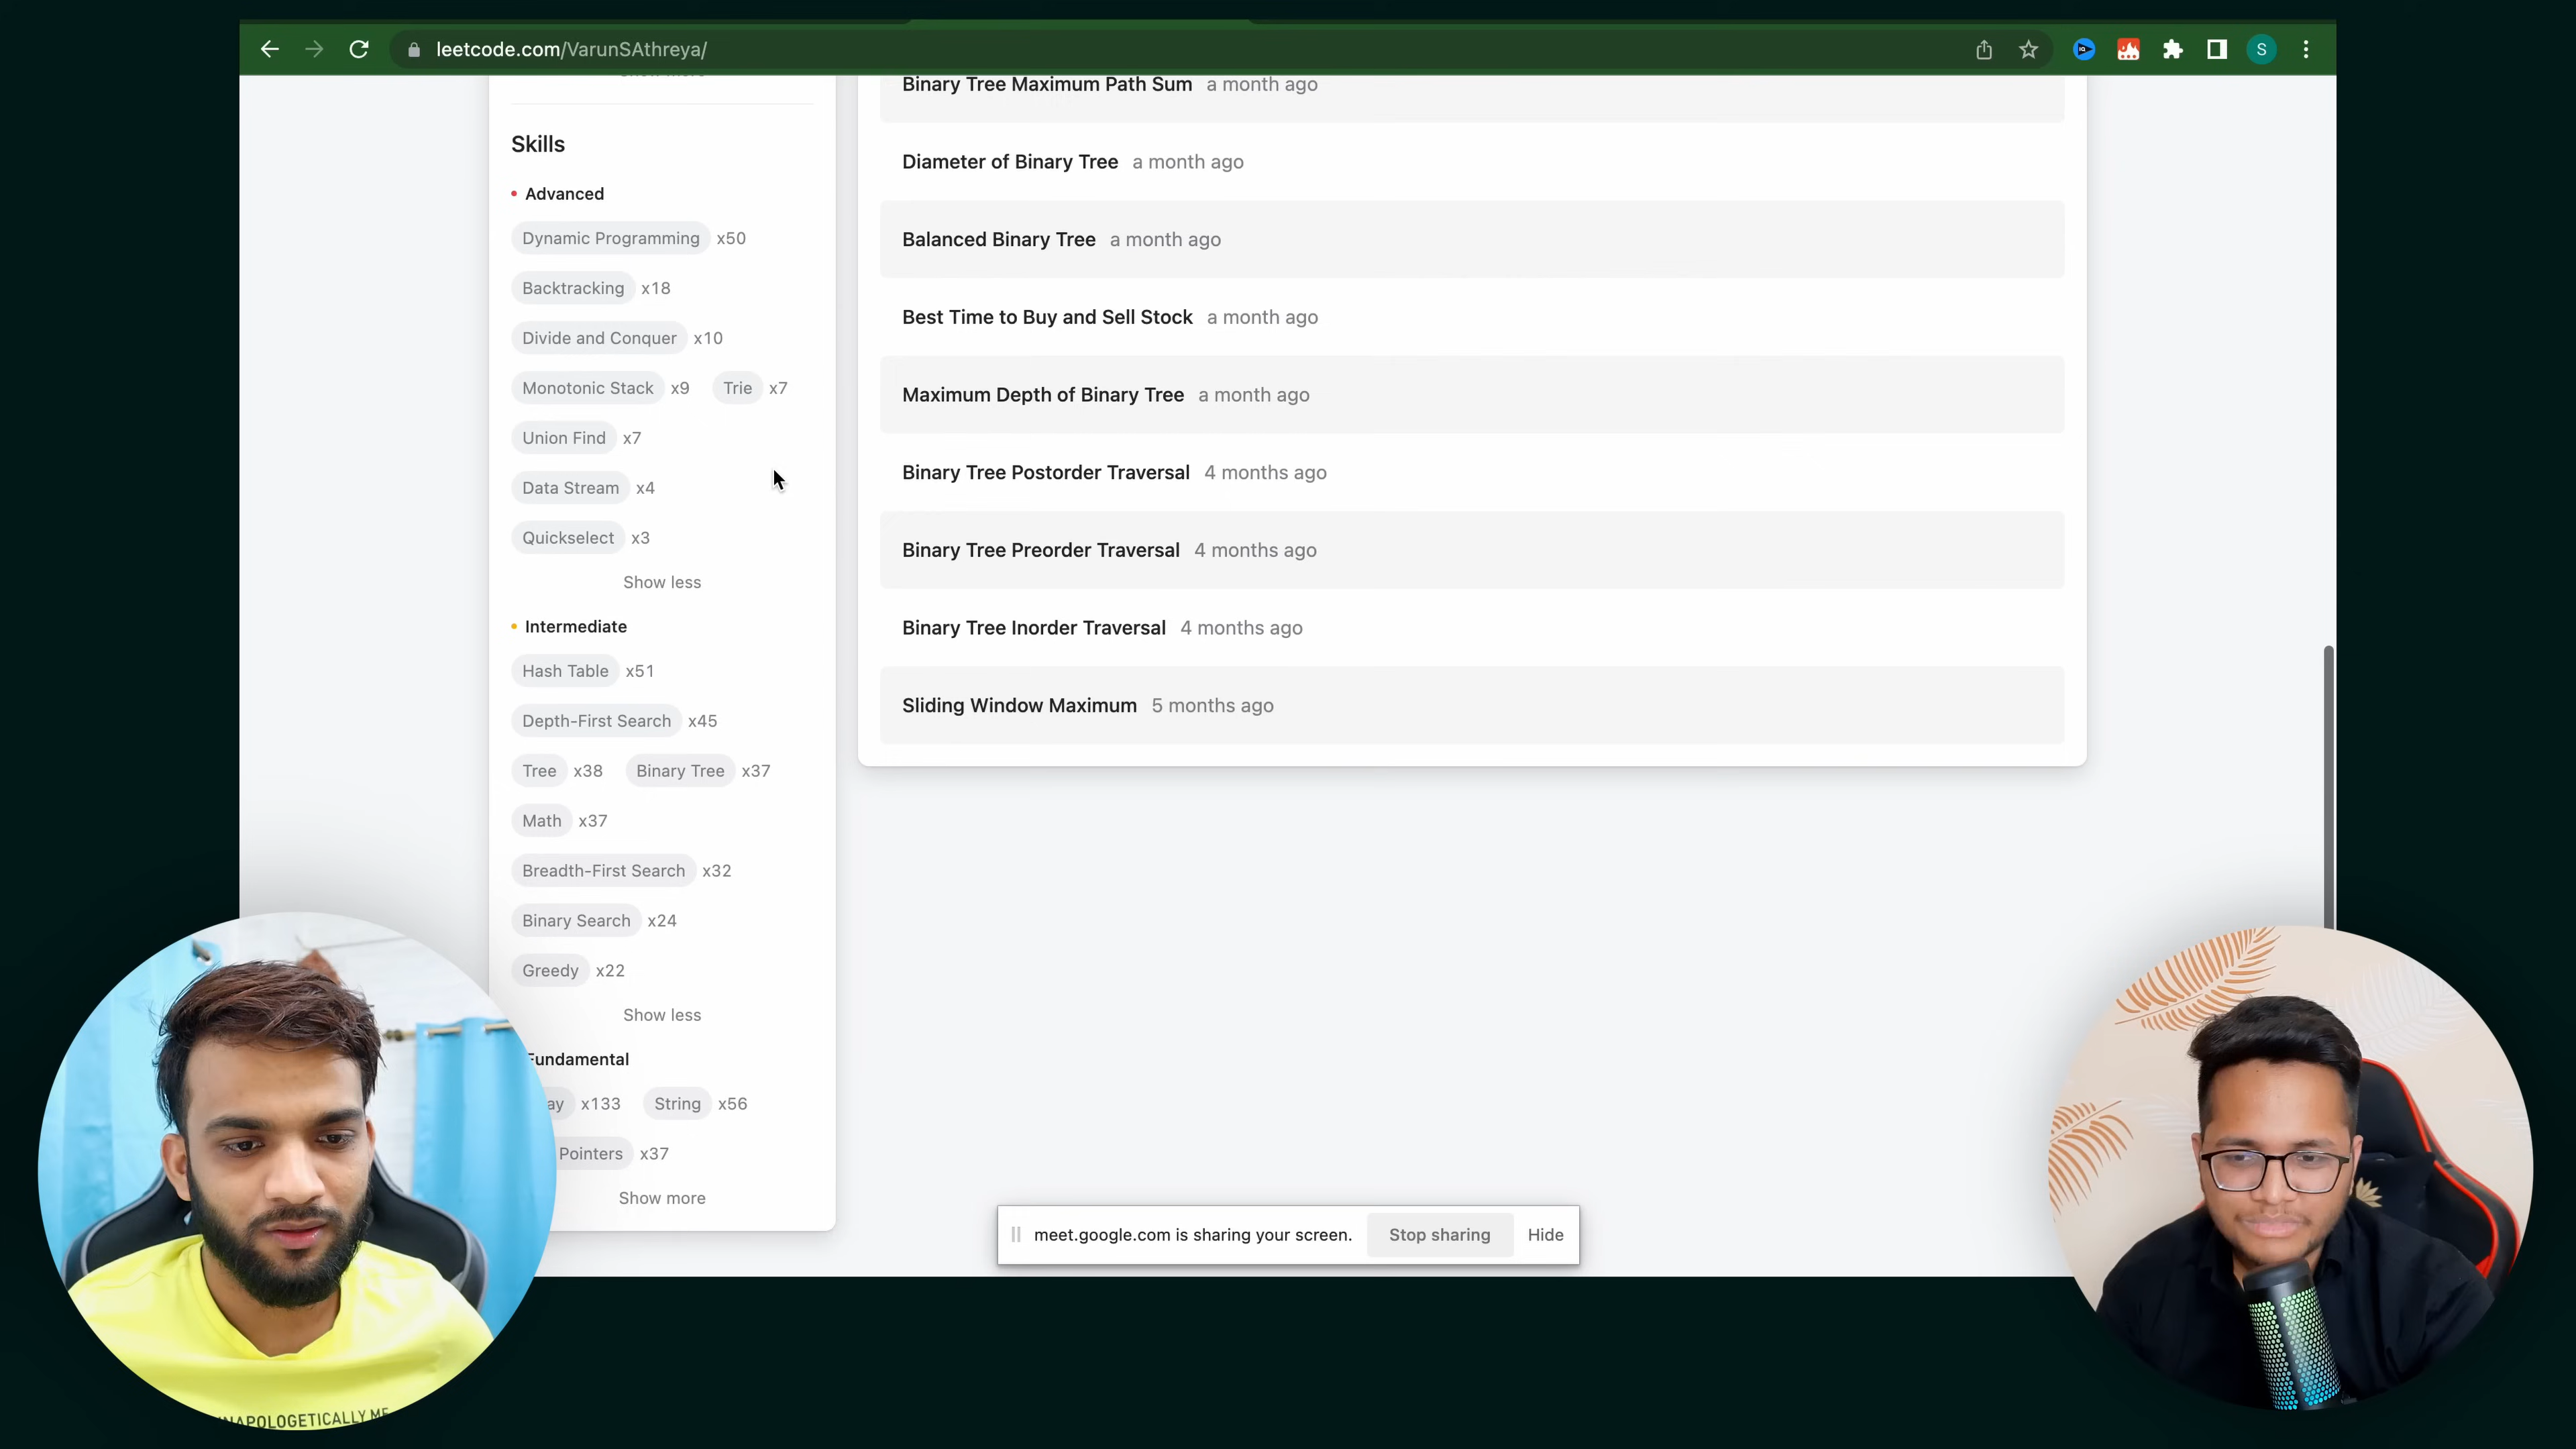 leetcode.com/VarunSAthreya/
Skills
Advanced
Dynamic Programming x50
Backtracking x18
Divide and Conquer x10
Monotonic Stack x9 Trie x7
Union Find x7
Data Stream x4
Quickselect x3
Show less
Intermediate
Hash Table x51
Depth-First Search x45
Tree x38 Binary Tree x37
Math x37
Breadth-First Search x32
Binary Search x24
Greedy x22
Show less
Fundamental
ay x133 String x56
Pointers x37
Show more
Binary Tree Maximum Path Sum a month ago
Diameter of Binary Tree a month ago
Balanced Binary Tree a month ago
Best Time to Buy and Sell Stock a month ago
Maximum Depth of Binary Tree a month ago
Binary Tree Postorder Traversal 4 months ago
Binary Tree Preorder Traversal 4 months ago
Binary Tree Inorder Traversal 4 months ago
Sliding Window Maximum 5 months ago
meet.google.com is sharing your screen. Stop sharing Hide
S
NAPOLOGETICALLY ME